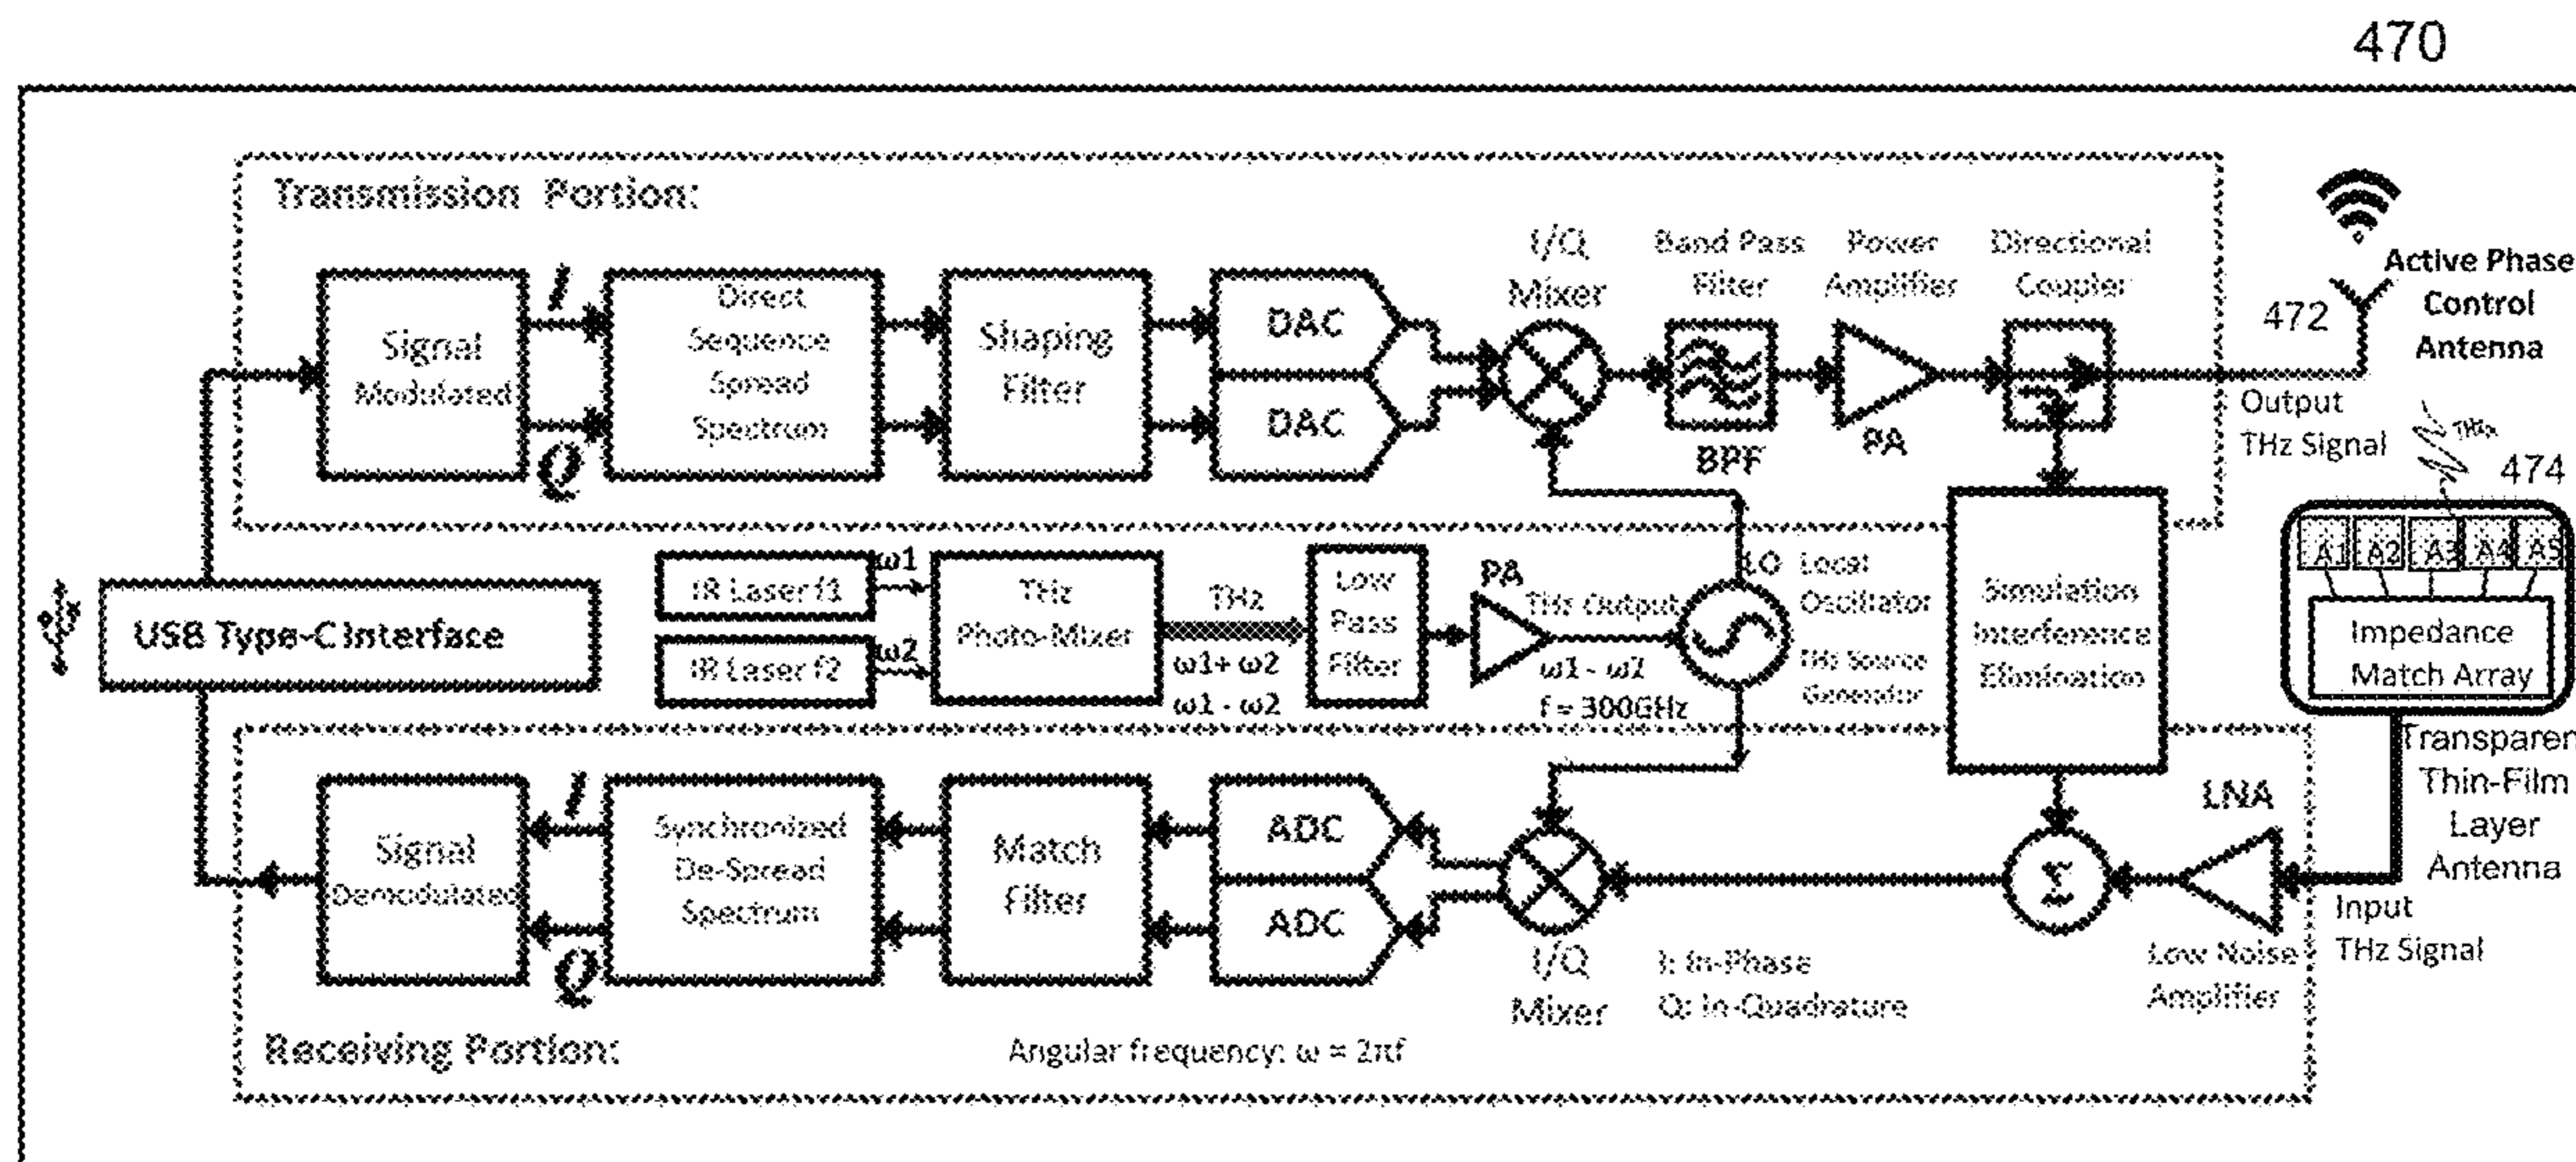 470
Transmission Portion:
Signal
Modulated
I
Q
Direct
Sequence
Spread
Spectrum
Shaping
Filter
DAC
DAC
I/Q
Mixer
Band Pass
Filter
BPF
Power
Amplifier
PA
Directional
Coupler
472
Active Phase
Control
Antenna
Output
THz Signal
THz
474
A1 A2 A3 A4 A5
Impedance
Match Array
Transparen
Thin-Film
Layer
Antenna
USB Type-C Interface
IR Laser f1
ω1
IR Laser f2
ω2
THz
Photo-Mixer
THz
ω1+ ω2
ω1 - ω2
Low
Pass
Filter
PA
THz Output
ω1 - ω2
f = 300GHz
LO Local
Oscillator
THz Source
Generator
Simulation
Interference
Elimination
Signal
Demodulated
I
Q
Synchronized
De-Spread
Spectrum
Match
Filter
ADC
ADC
I/Q
Mixer
I: In-Phase
Q: In-Quadrature
Σ
LNA
Low Noise
Amplifier
Input
THz Signal
Receiving Portion:
Angular frequency: ω = 2πf